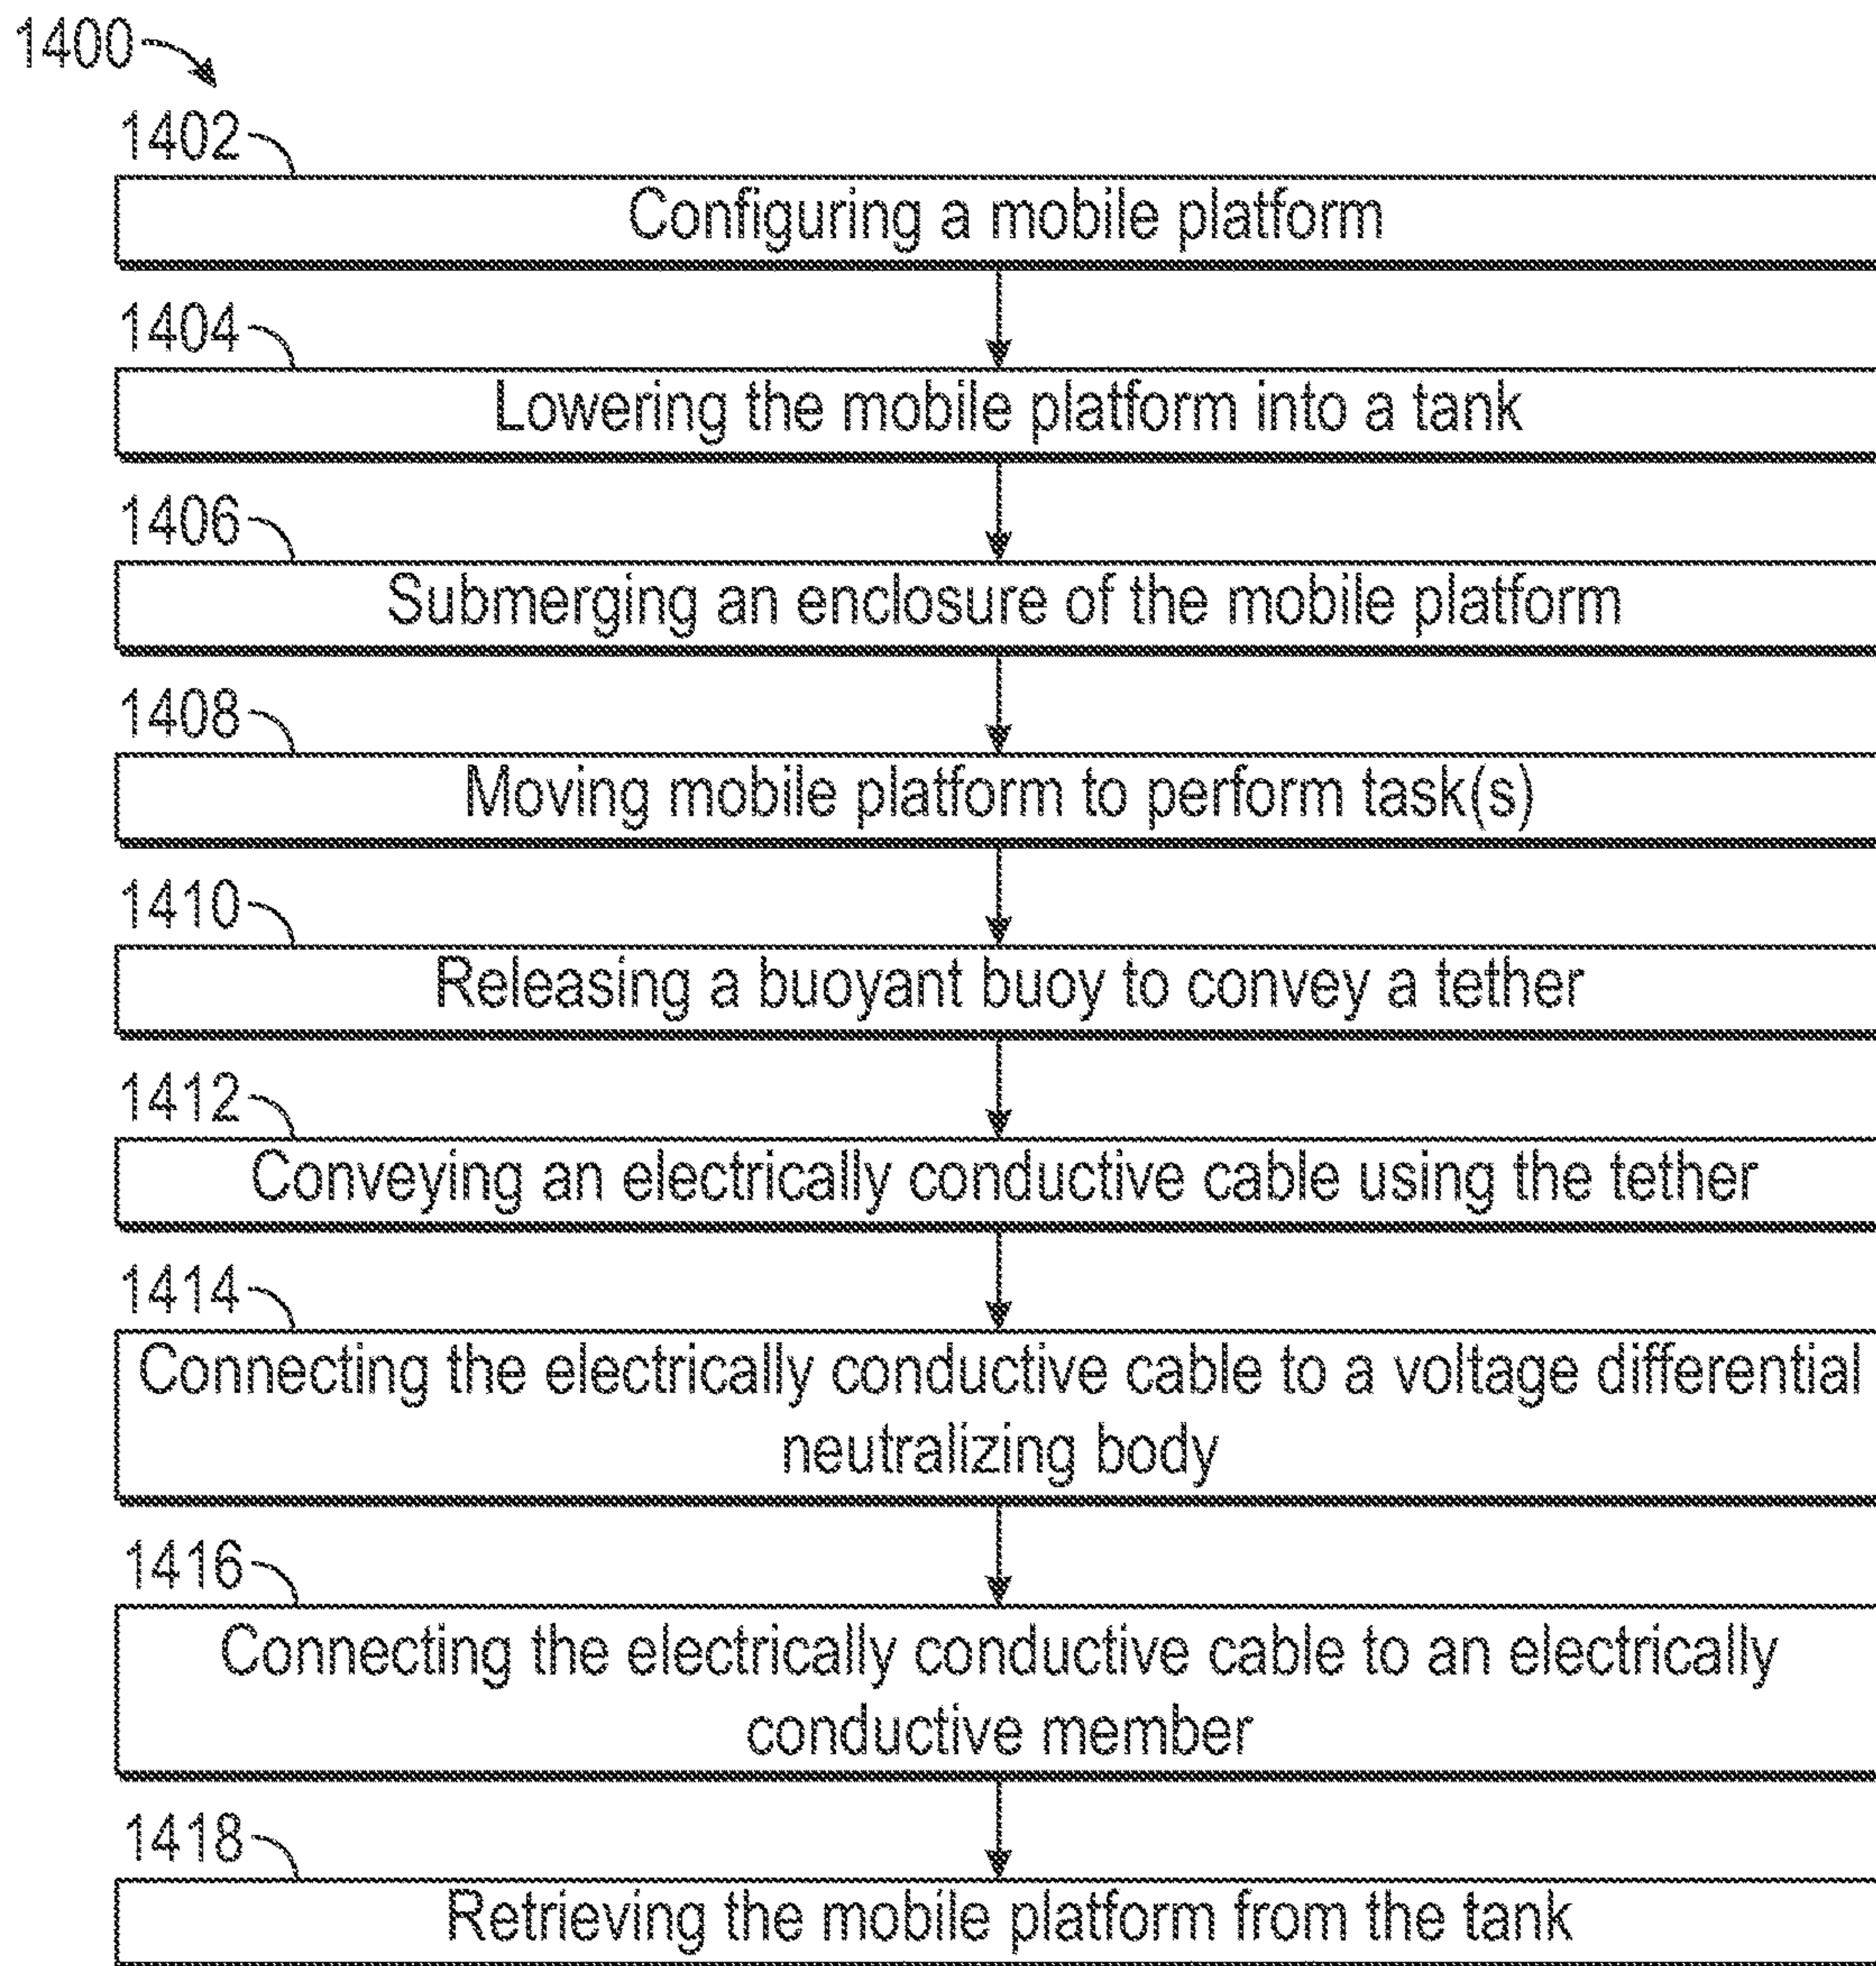 1400
1402
Configuring a mobile platform
1404
Lowering the mobile platform into a tank
1406
Submerging an enclosure of the mobile platform
1408
Moving mobile platform to perform task(s)
1410
Releasing a buoyant buoy to convey a tether
1412
Conveying an electrically conductive cable using the tether
1414
Connecting the electrically conductive cable to a voltage differential
neutralizing body
1416
Connecting the electrically conductive cable to an electrically
conductive member
1418
Retrieving the mobile platform from the tank